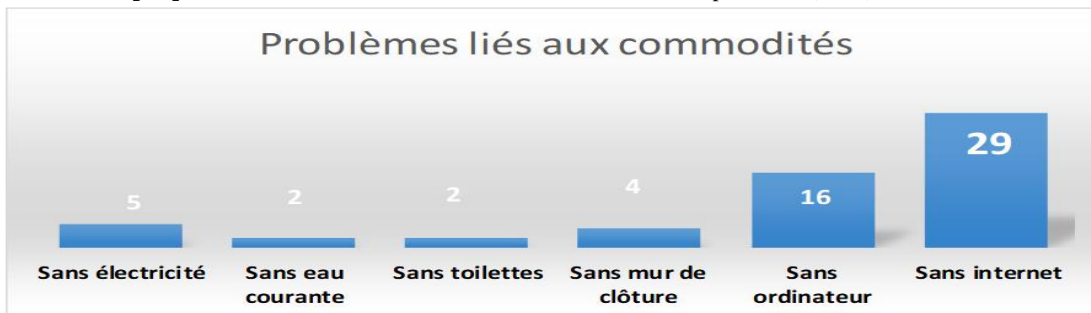 Problèmes liés aux commodités
5
2
2
4
16
29
Sans électricité
Sans eau
courante
Sans toilettes
Sans mur de
clôture
Sans
ordinateur
Sans internet